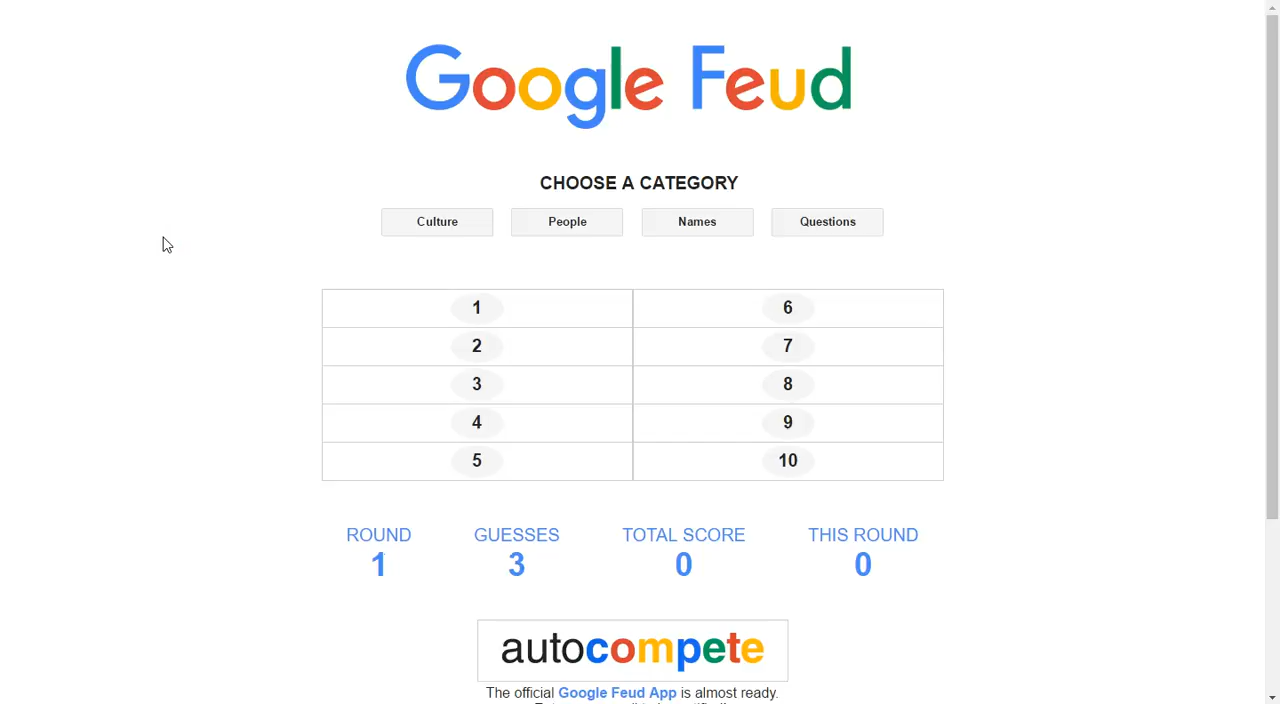 Google Feud
CHOOSE A CATEGORY
Culture People Names Questions
1 6
2 7
3 8
4 9
5 10
ROUND GUESSES TOTAL SCORE THIS ROUND
1 3 0 0
autocompete
The official Google Feud App is almost ready.